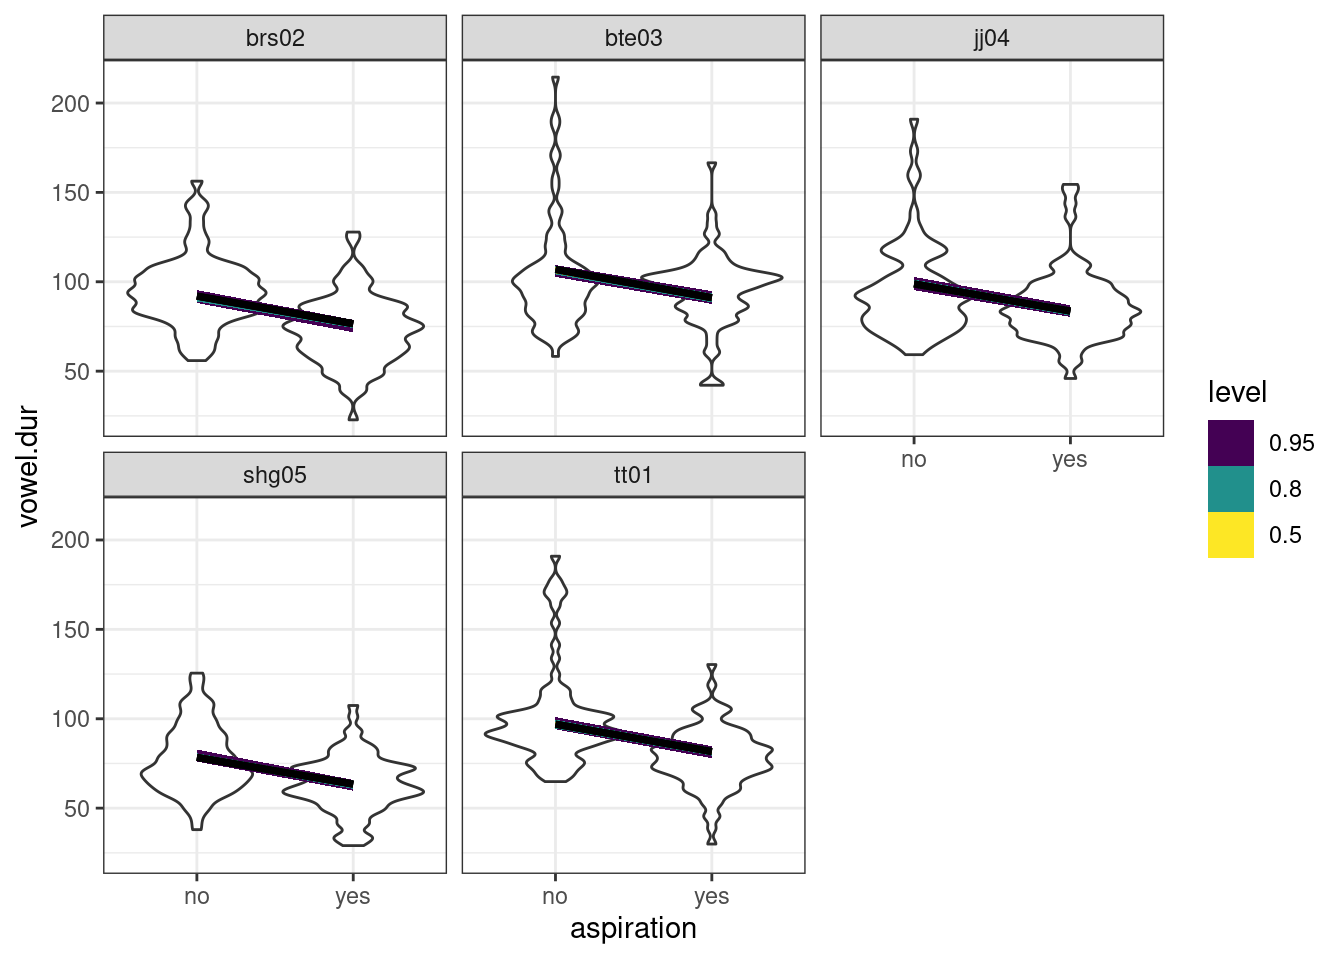 brs02 bte03 jj04
200
150
100
50
no yes
shg05 tt01
200
150
100
50
no yes no yes
aspiration
vowel.dur
level
0.95
0.8
0.5